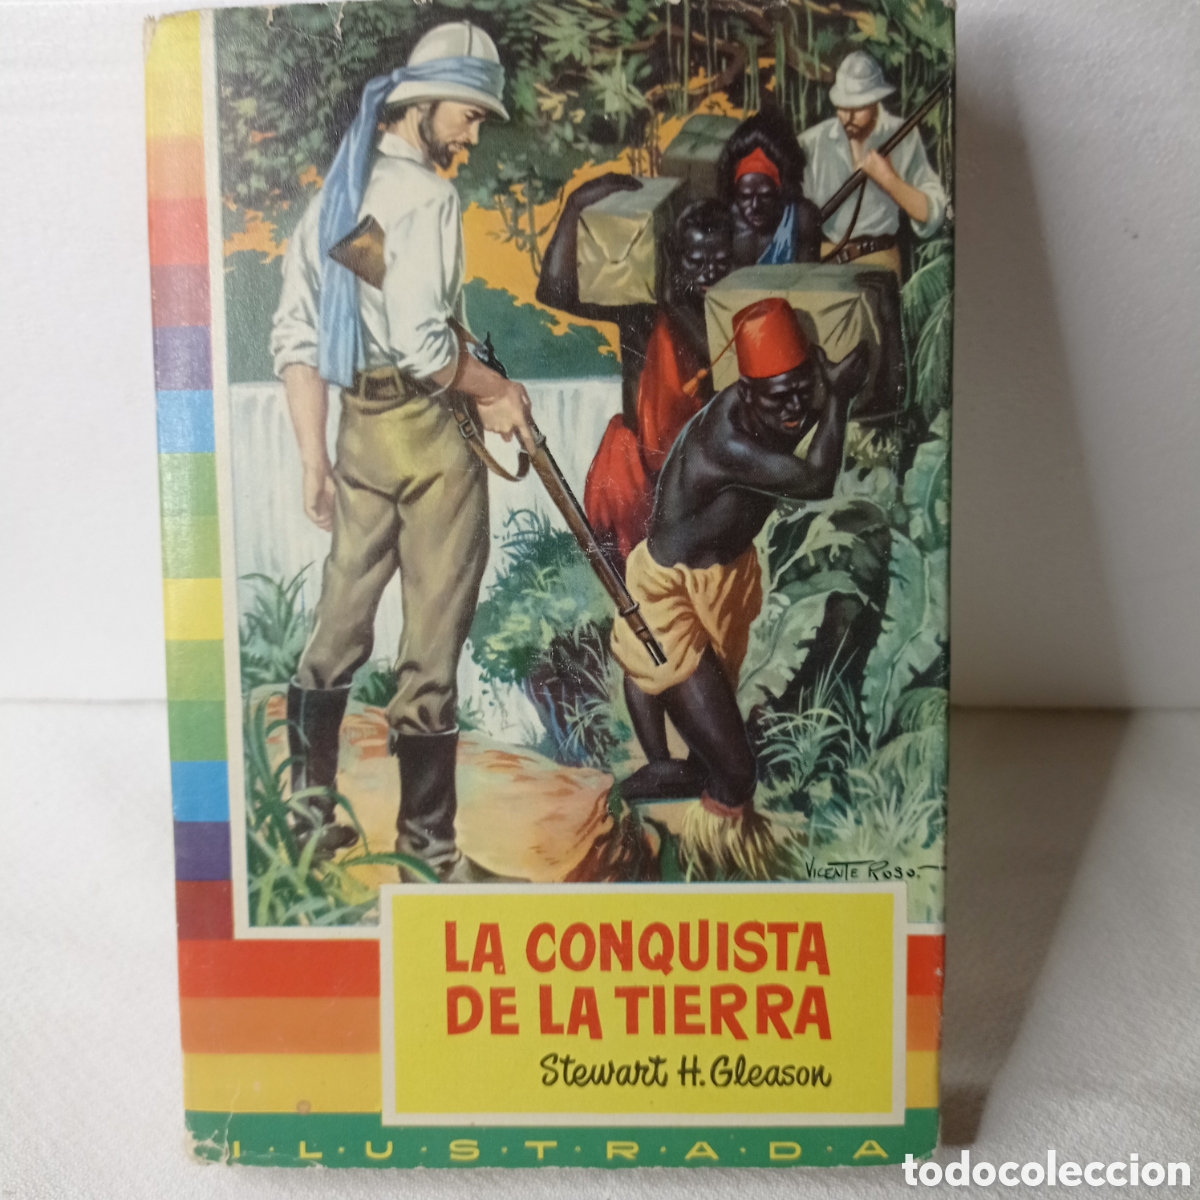 VICENTE ROSO.
LA CONQUISTA
DE LA TIERRA
Stewart H. Gleason
I·L·U·S·T·R·A·D·A
todocoleccion